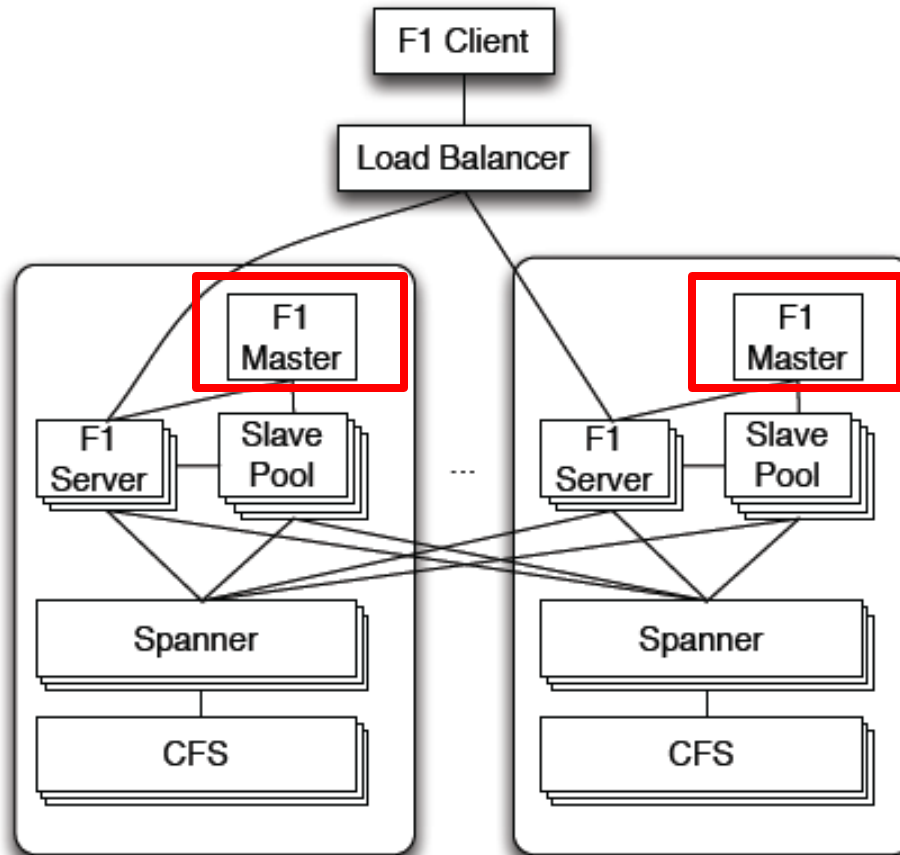 F1 Client
Load Balancer
F1
Master
F1
Server
Slave
Pool
Spanner
CFS
...
F1
Master
F1
Server
Slave
Pool
Spanner
CFS